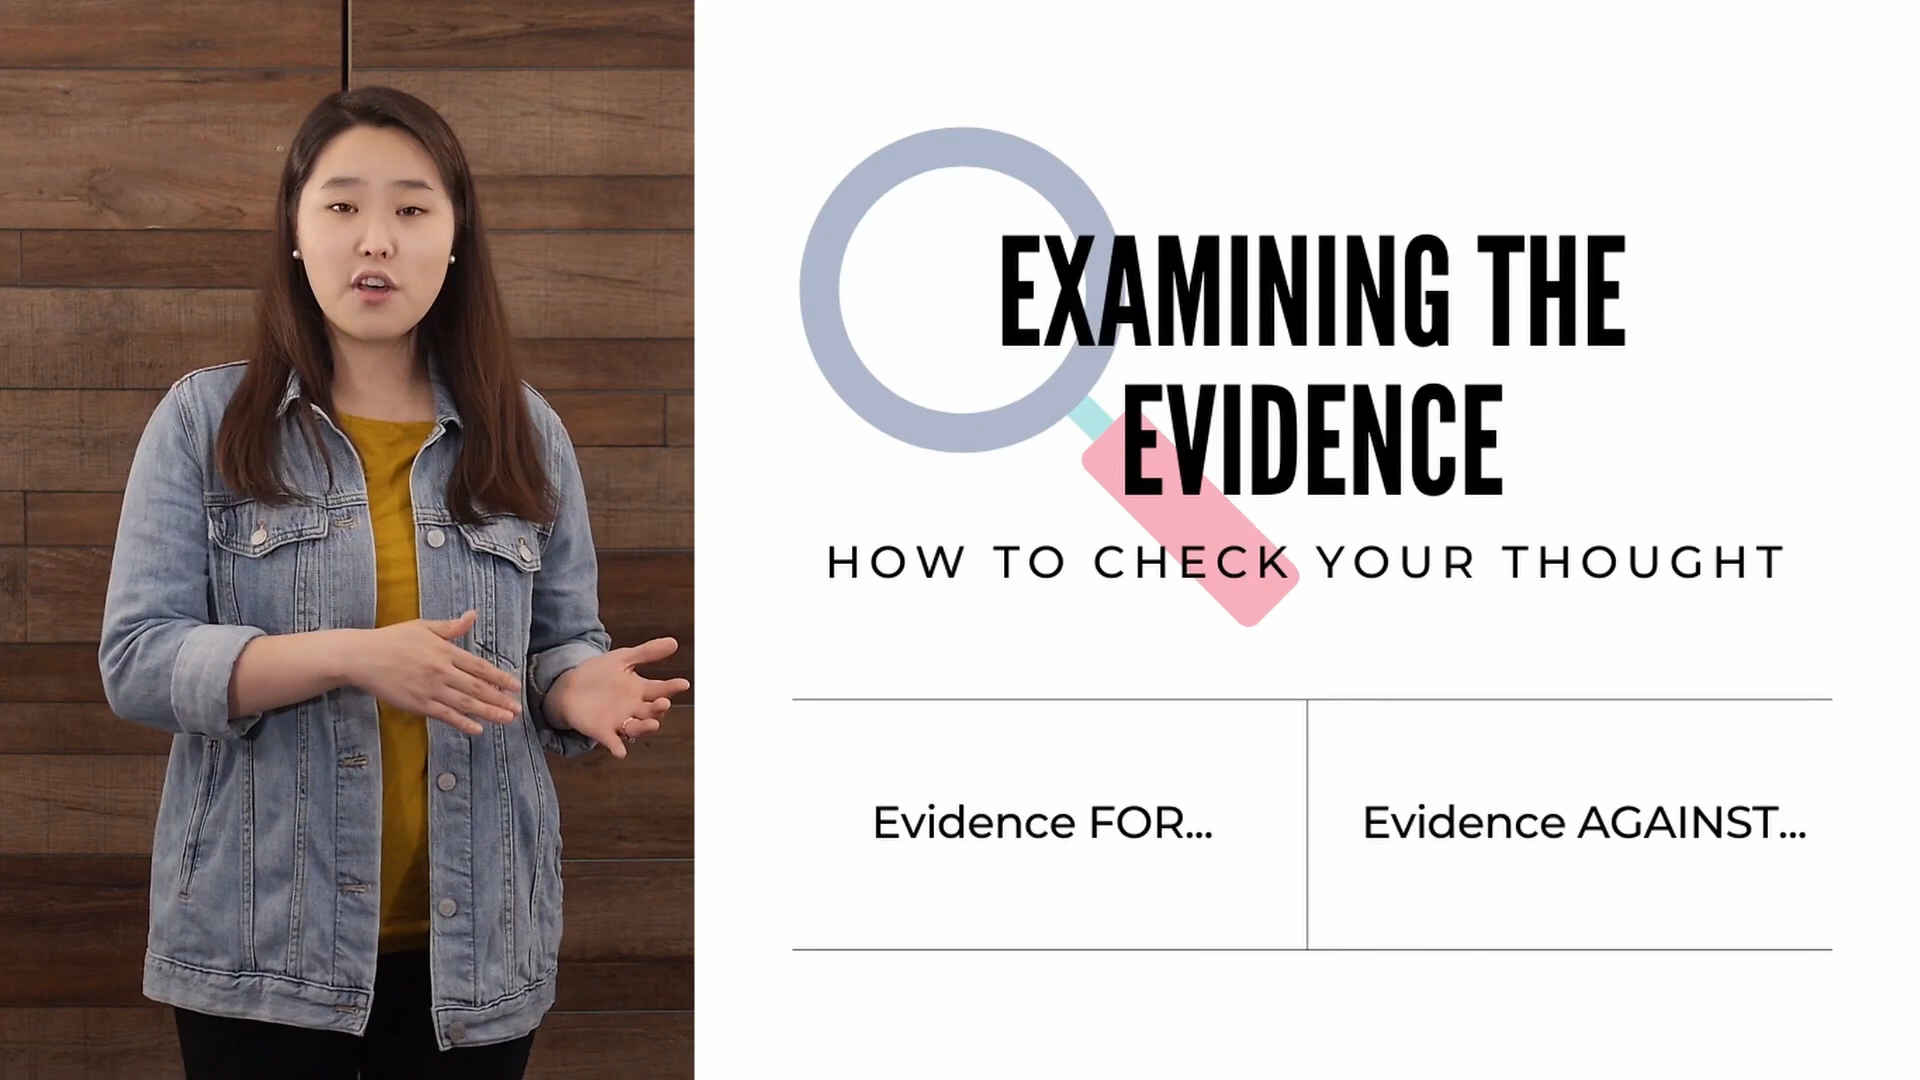 EXAMINING THE
EVIDENCE
HOW TO CHECK YOUR THOUGHT
Evidence FOR...
Evidence AGAINST...